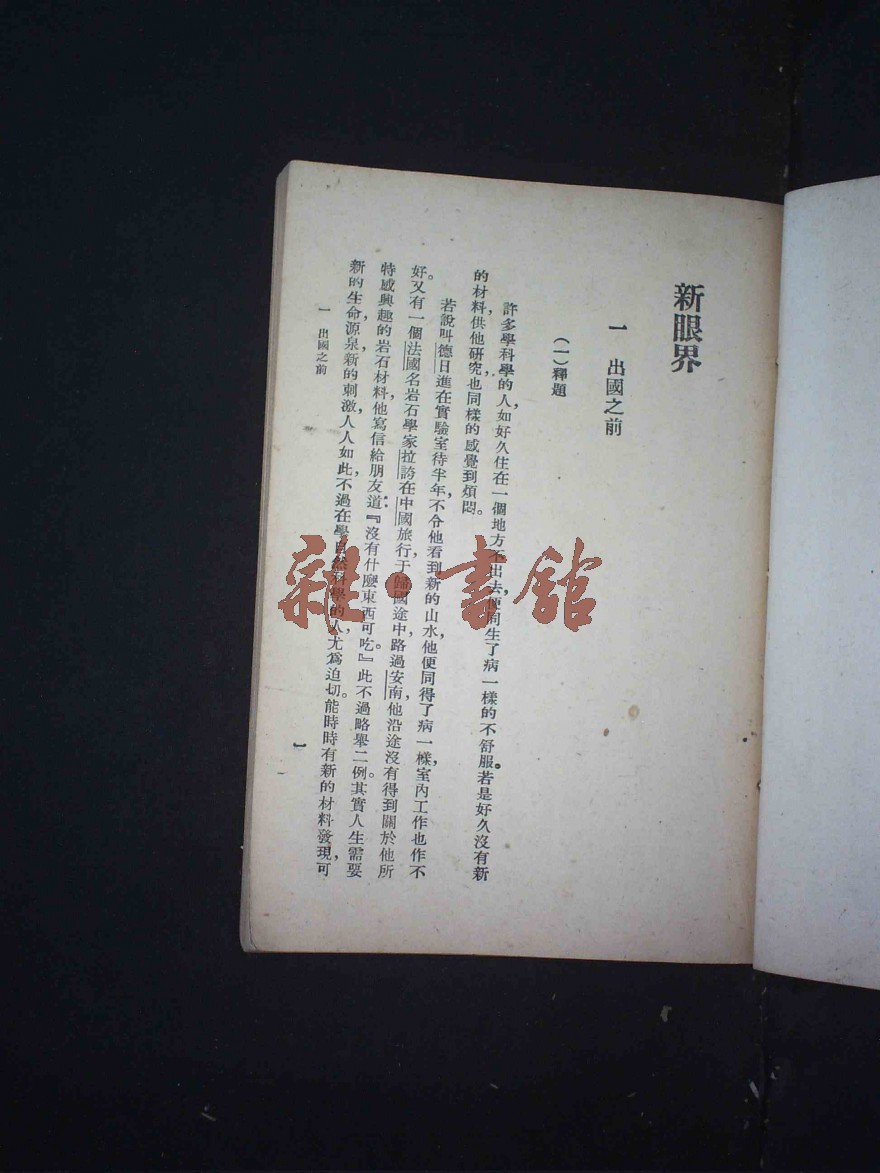 新眼界
一 出國之前
(一)釋題
許多學科學的人,如好久住在一個地方不出去,便同生了病一樣的不舒服。若是好久沒有新
的材料,供他研究,也同樣的感覺到煩悶。
若說叫德日進在實驗室待半年,不令他看到新的山水,他便同得了病一樣,室內工作也作不
好。又有一個法國名岩石學家拉誇在中國旅行,于歸國途中,路過安南,他沿途沒有得到關於他所
特感興趣的岩石材料,他寫信給朋友道:『沒有什麼東西可吃。』此不過略舉二例。其實人生需要
新的生命源泉,新的刺激,人人如此,不過在學自然科學的人,尤爲迫切。能時時有新的材料發現,可
一 出國之前
一
雜·書館